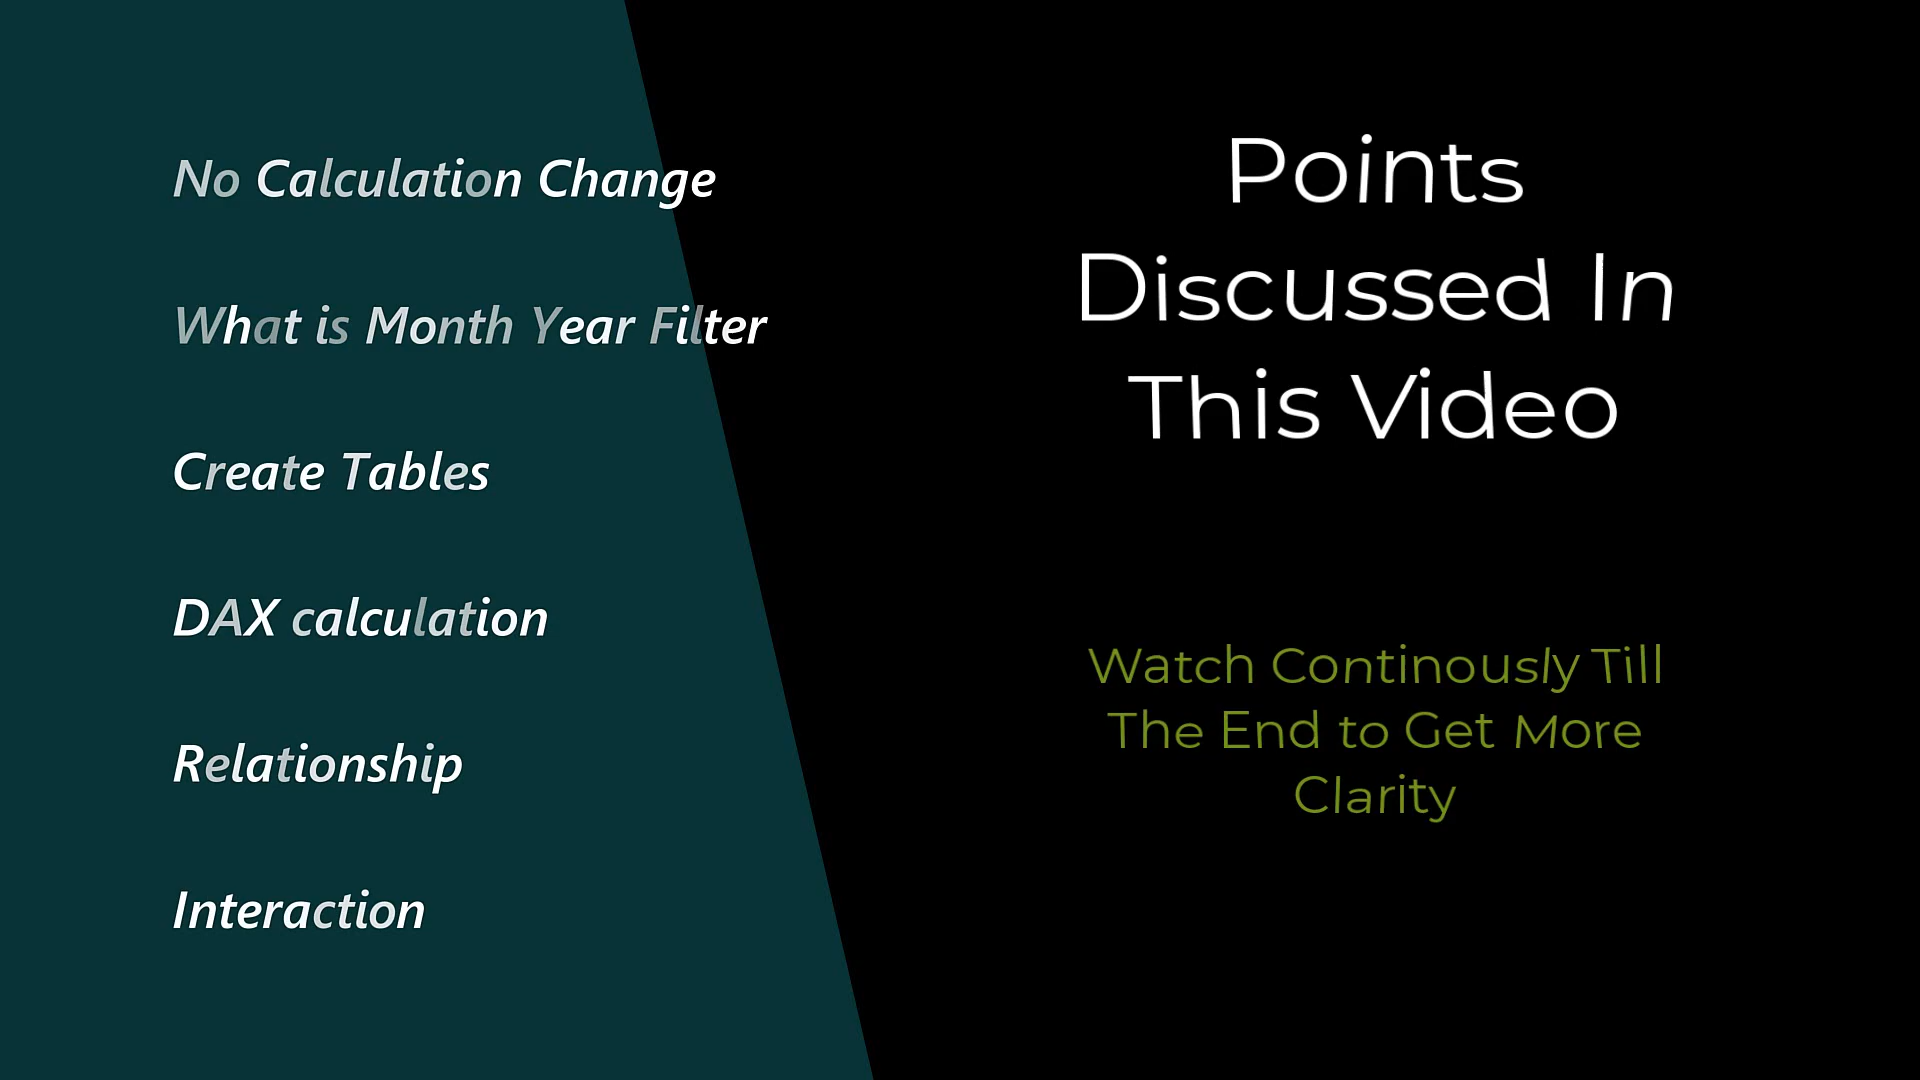 No Calculation Change
What is Month Year Filter
Create Tables
DAX calculation
Relationship
Interaction
Points
Discussed In
This Video
Watch Continously Till
The End to Get More
Clarity